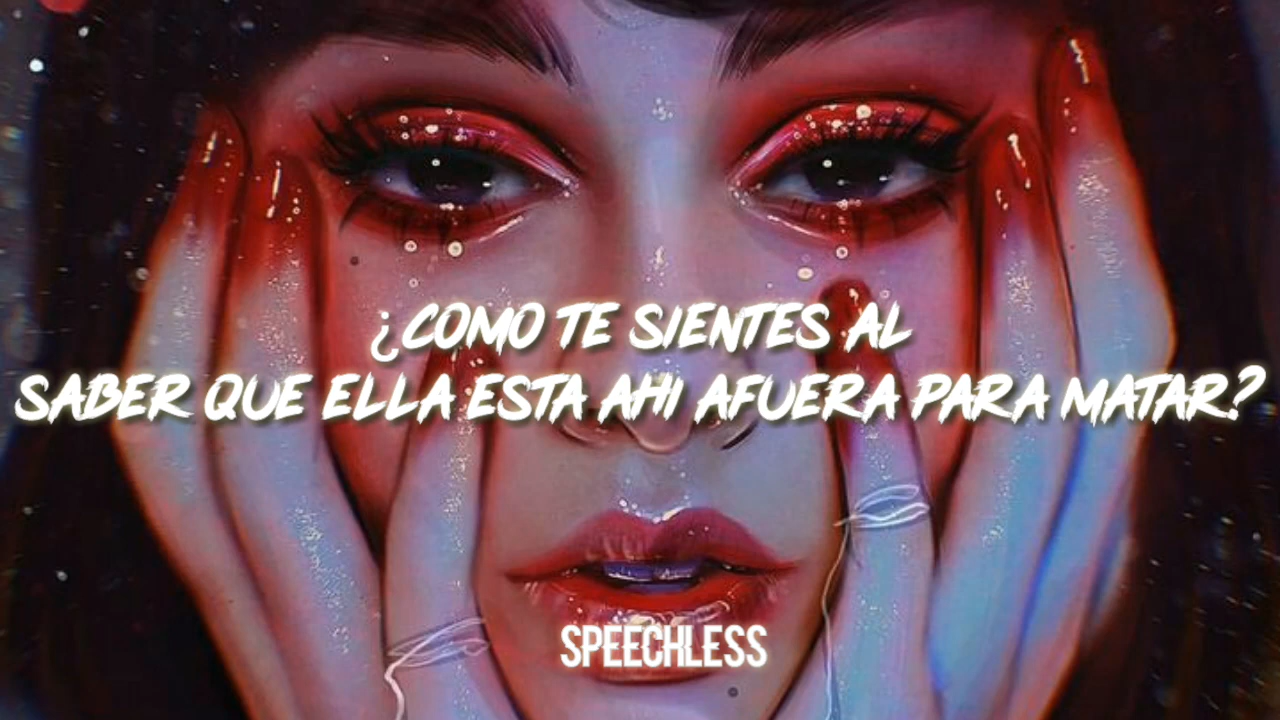 ¿COMO TE SIENTES AL
SABER QUE ELLA ESTA AHI AFUERA PARA MATAR?
SPEECHLESS